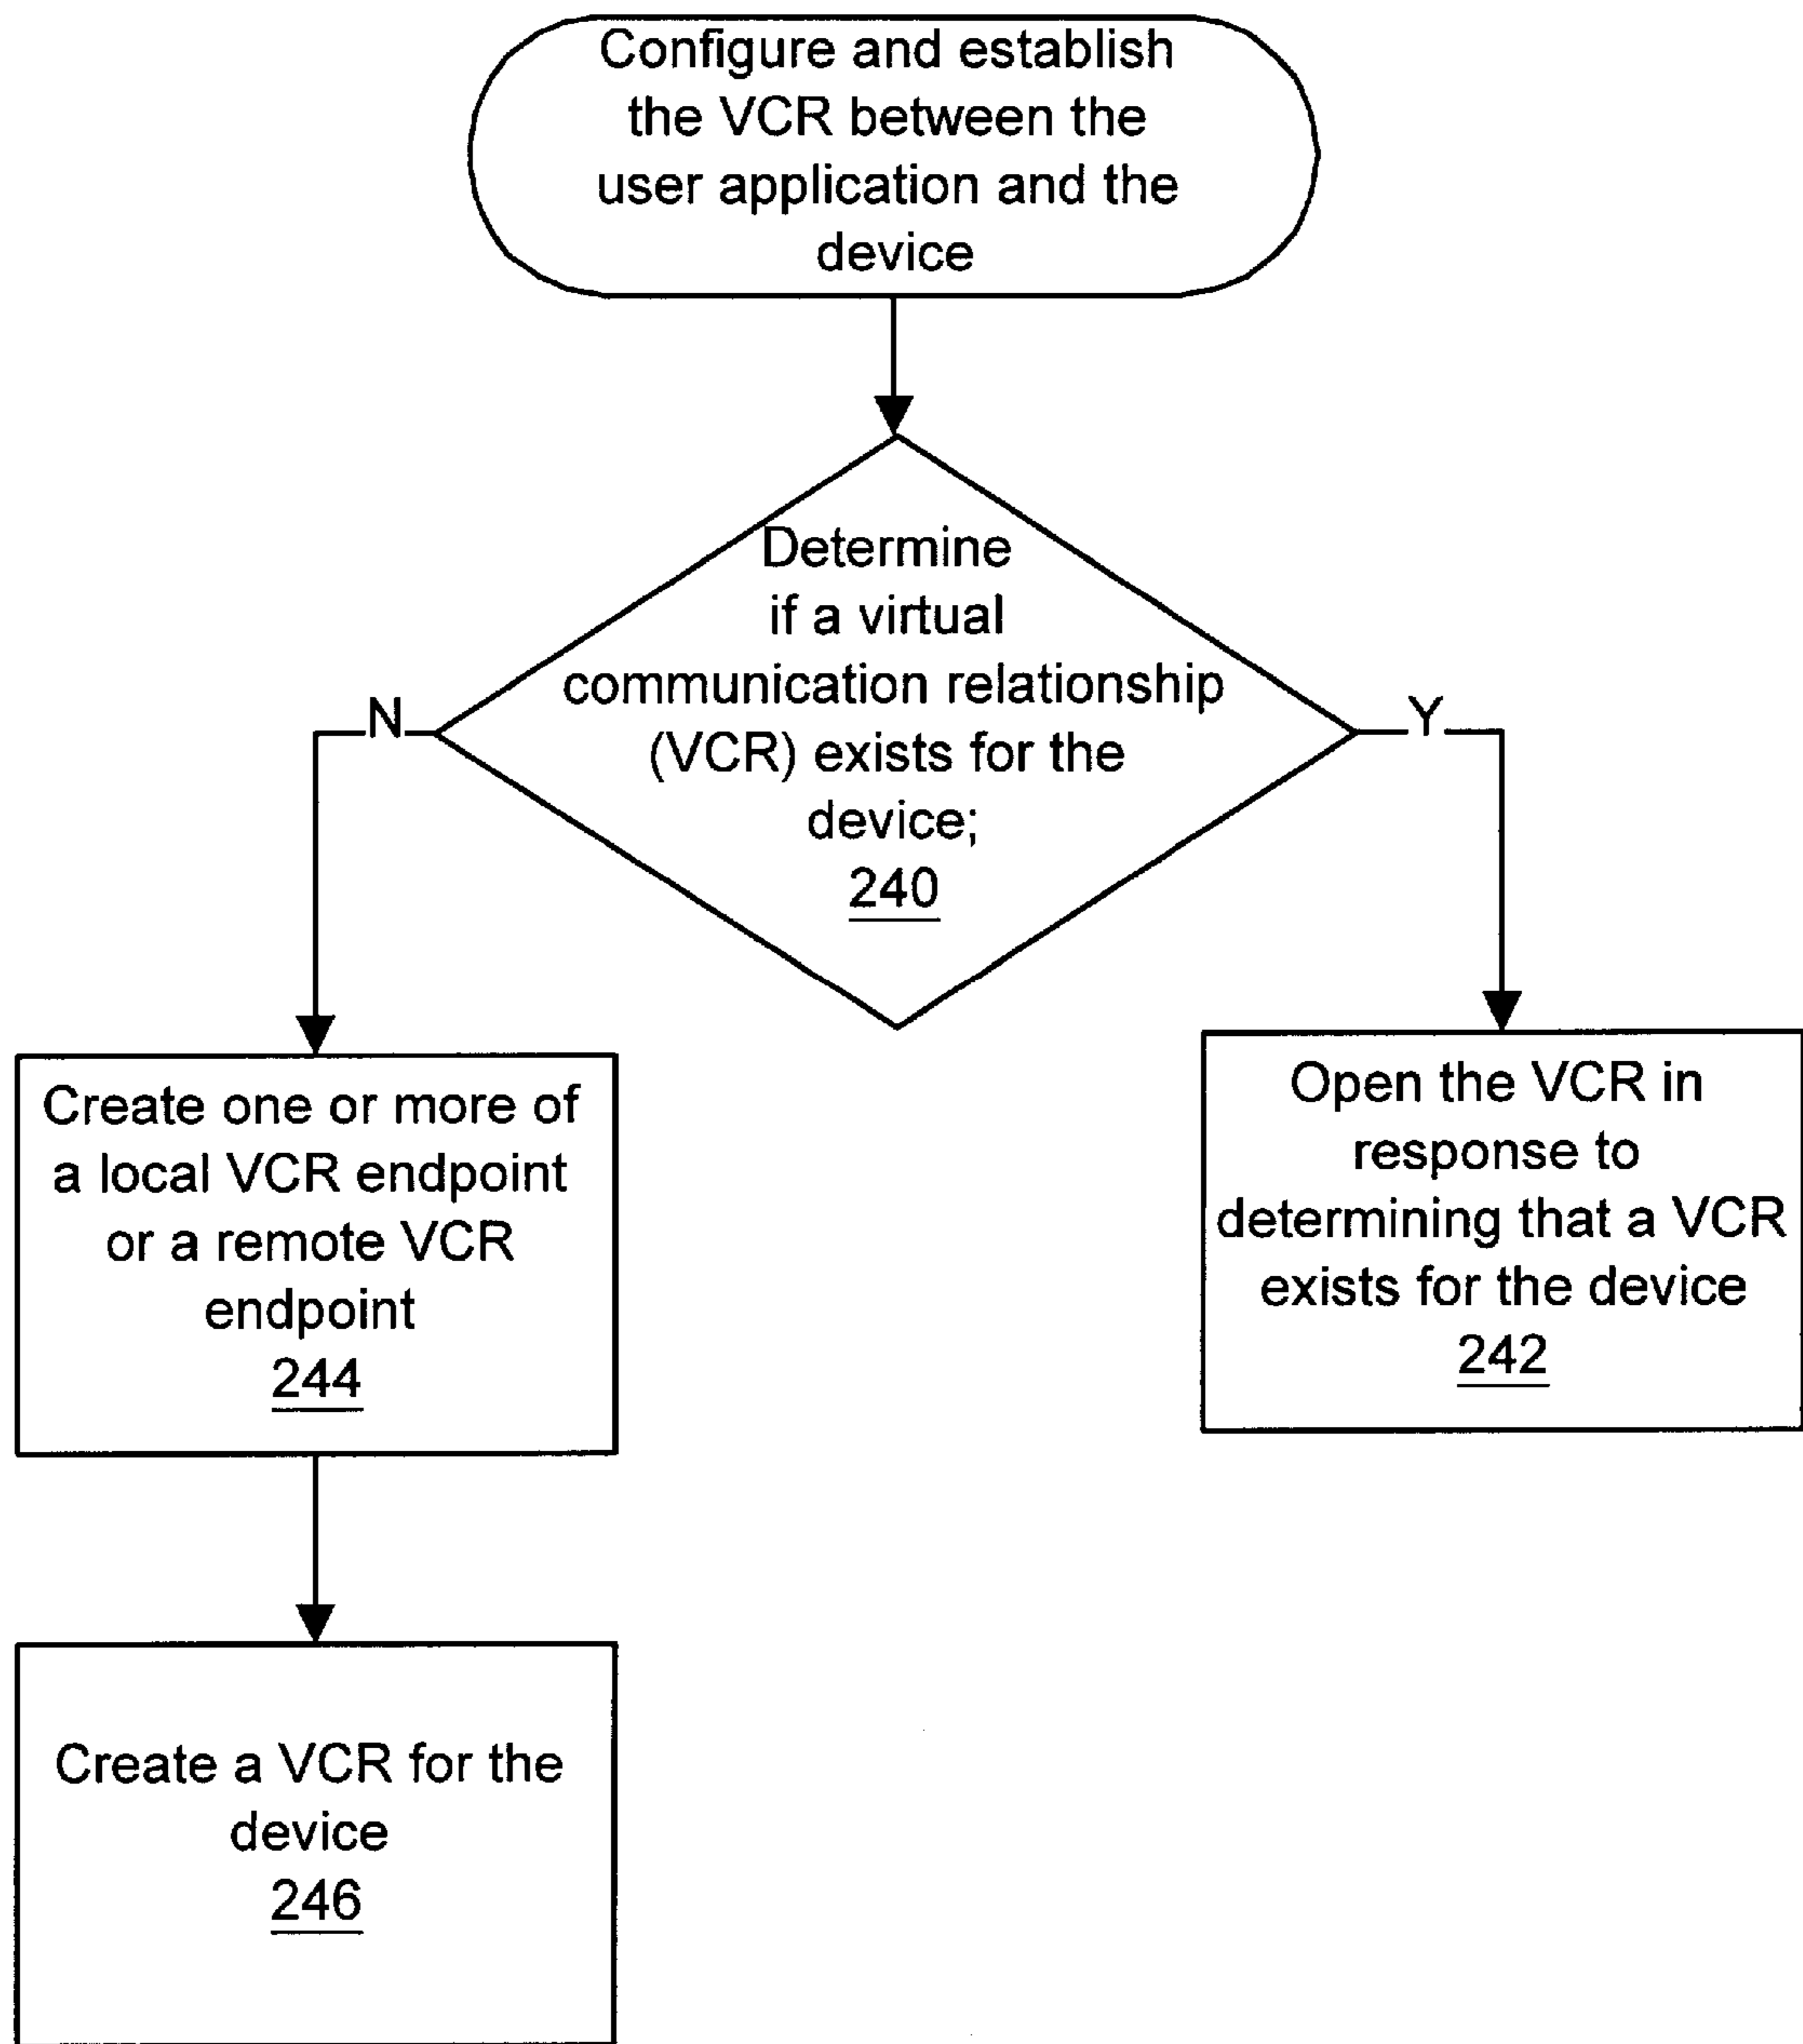 Configure and establish
the VCR between the
user application and the
device
Determine
if a virtual
communication relationship
(VCR) exists for the
device;
240
N
Y
Create one or more of
a local VCR endpoint
or a remote VCR
endpoint
244
Open the VCR in
response to
determining that a VCR
exists for the device
242
Create a VCR for the
device
246